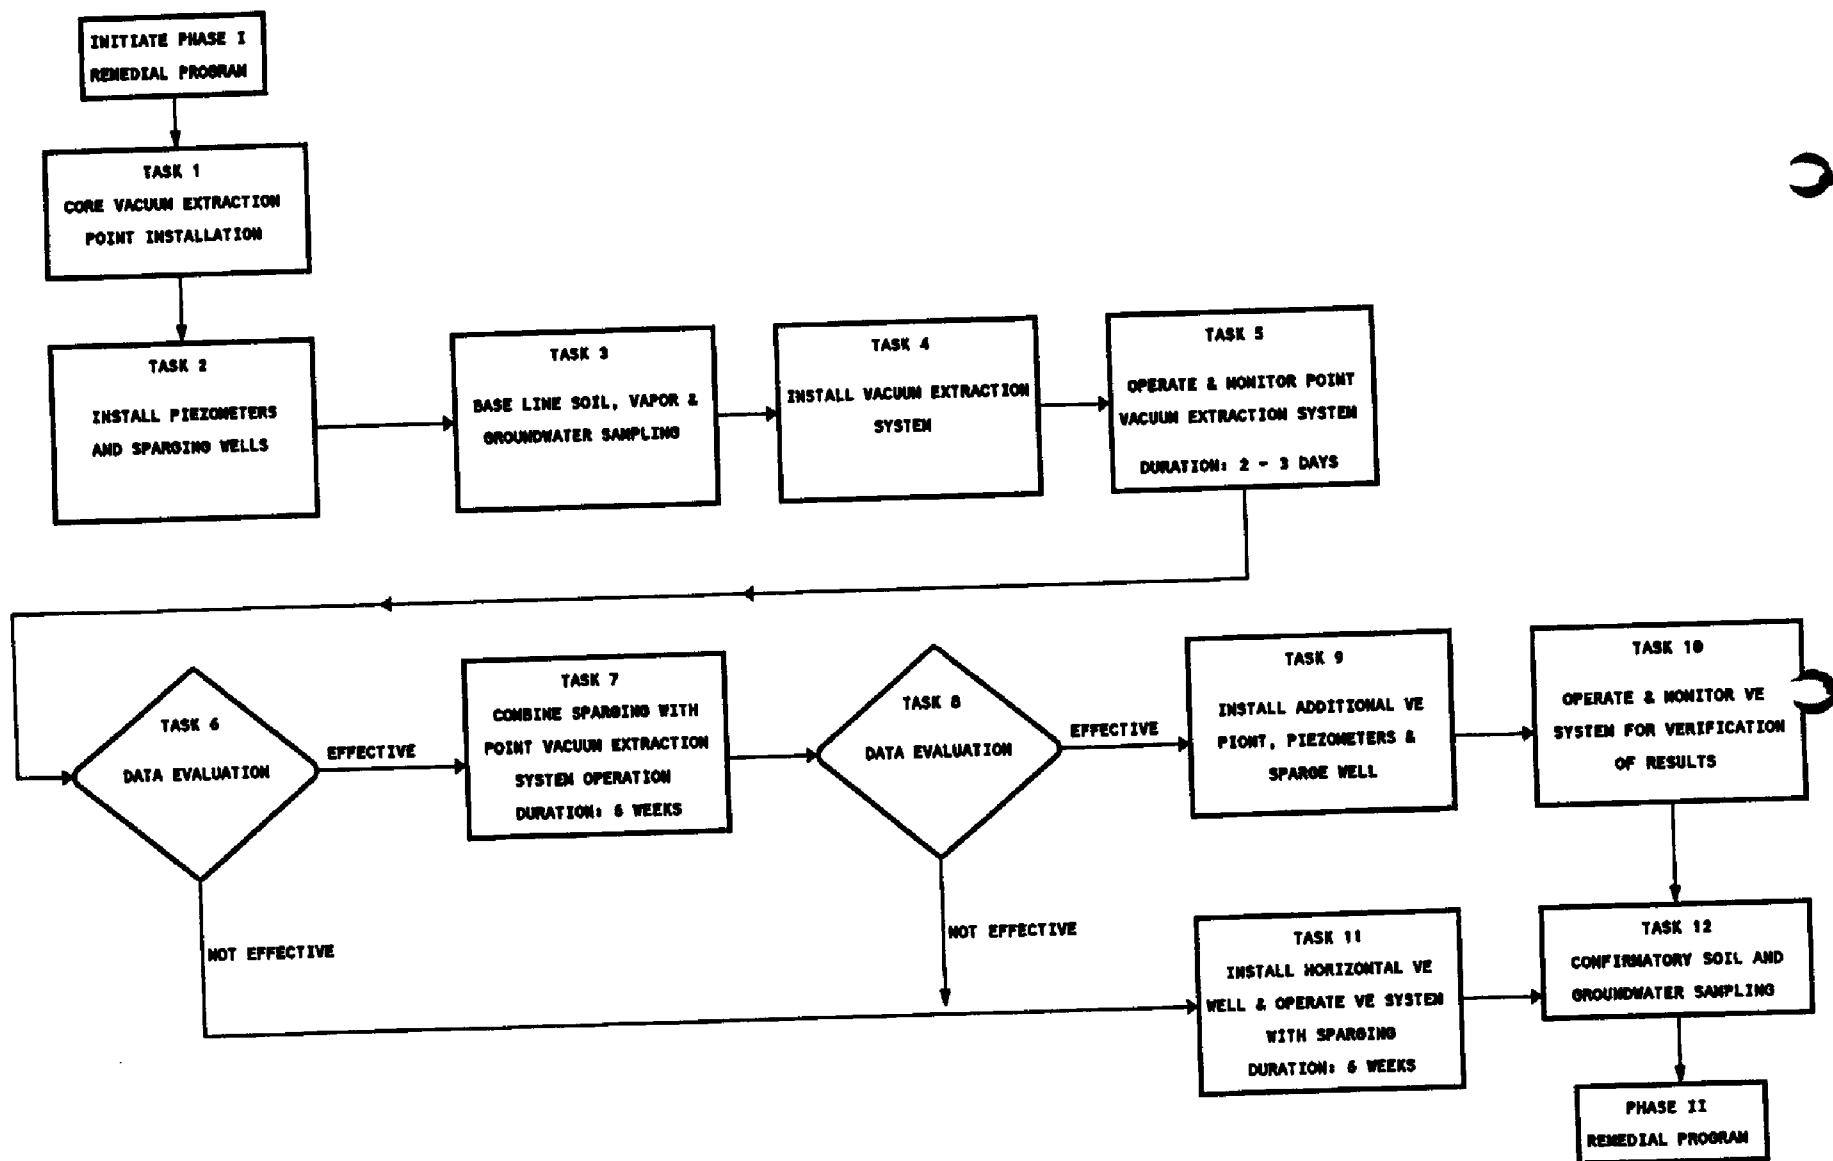 INITIATE PHASE I
REMEDIAL PROGRAM
TASK 1
CORE VACUUM EXTRACTION
POINT INSTALLATION
TASK 2
INSTALL PIEZOMETERS
AND SPARGING WELLS
TASK 3
BASE LINE SOIL, VAPOR &
GROUNDWATER SAMPLING
TASK 4
INSTALL VACUUM EXTRACTION
SYSTEM
TASK 5
OPERATE & MONITOR POINT
VACUUM EXTRACTION SYSTEM
DURATION: 2 - 3 DAYS
TASK 6
DATA EVALUATION
EFFECTIVE
NOT EFFECTIVE
TASK 7
COMBINE SPARGING WITH
POINT VACUUM EXTRACTION
SYSTEM OPERATION
DURATION: 6 WEEKS
TASK 8
DATA EVALUATION
EFFECTIVE
NOT EFFECTIVE
TASK 9
INSTALL ADDITIONAL VE
PIONT, PIEZOMETERS &
SPARGE WELL
TASK 10
OPERATE & MONITOR VE
SYSTEM FOR VERIFICATION
OF RESULTS
TASK 11
INSTALL HORIZONTAL VE
WELL & OPERATE VE SYSTEM
WITH SPARGING
DURATION: 6 WEEKS
TASK 12
CONFIRMATORY SOIL AND
GROUNDWATER SAMPLING
PHASE II
REMEDIAL PROGRAM